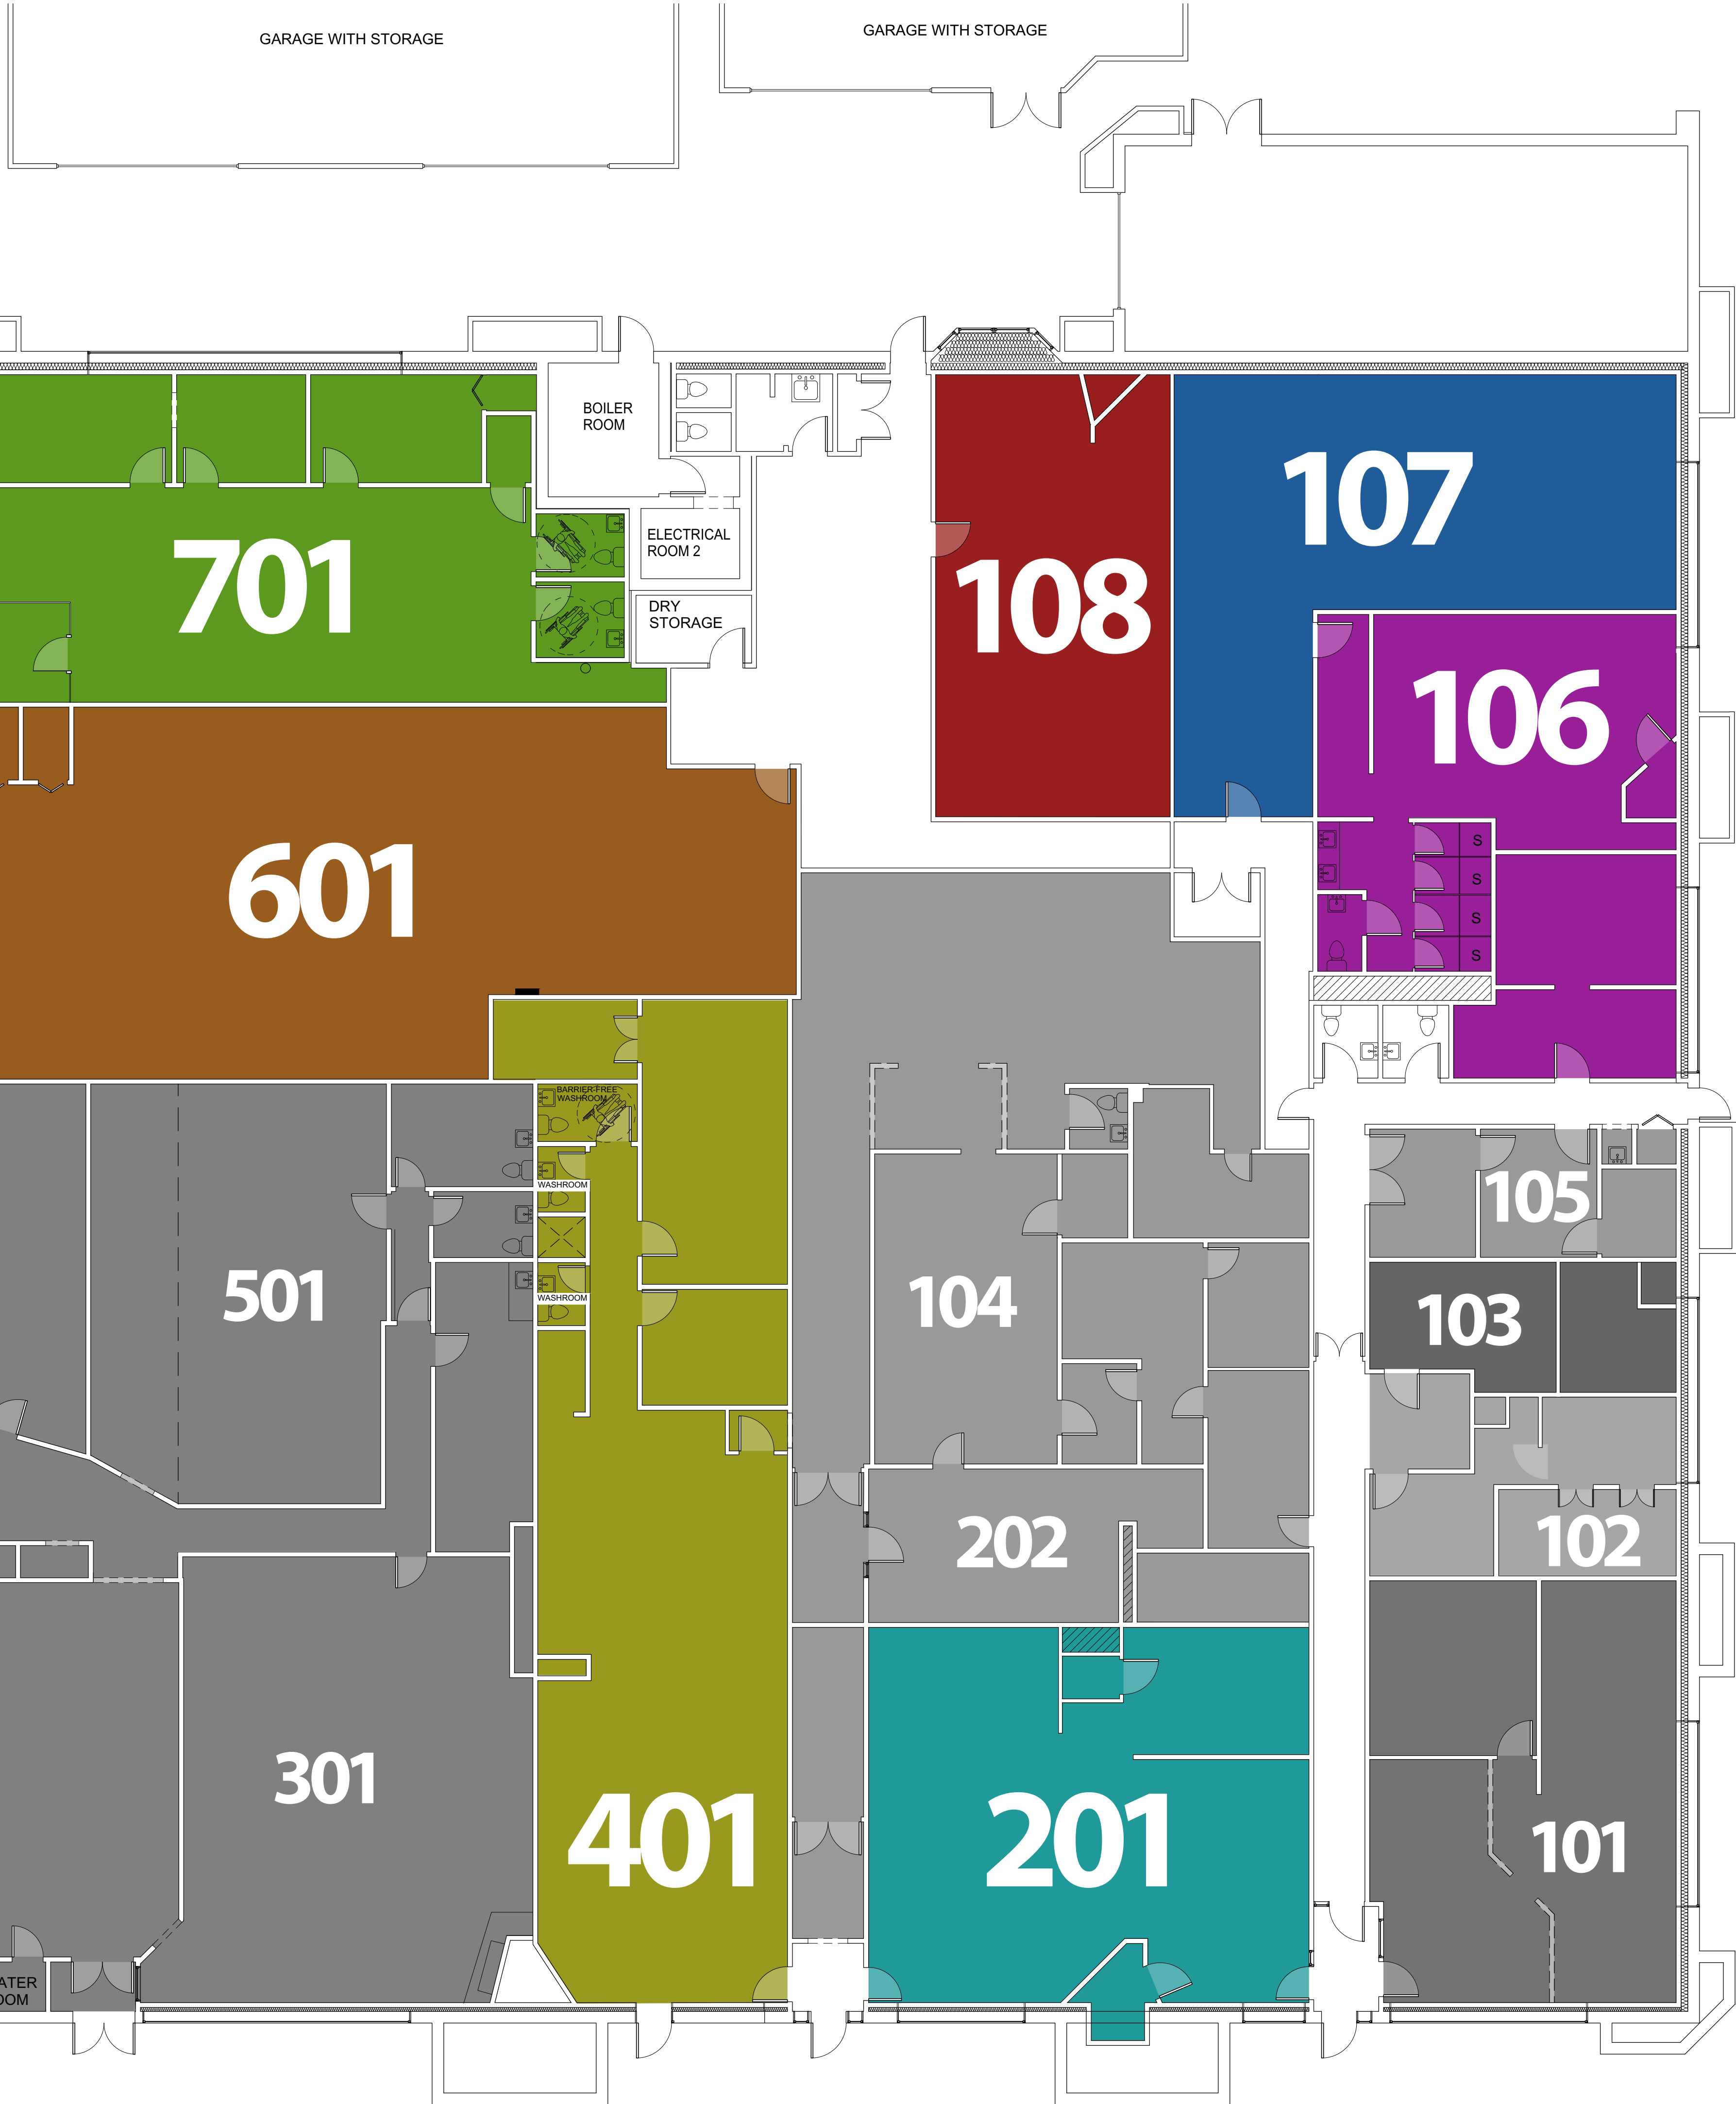 GARAGE WITH STORAGE
GARAGE WITH STORAGE
BOILER
ROOM
ELECTRICAL
ROOM 2
DRY
STORAGE
701
108
107
106
601
S
S
S
S
BARRIER-FREE
WASHROOM
WASHROOM
WASHROOM
501
104
105
103
202
102
301
401
201
101
ATER
OOM